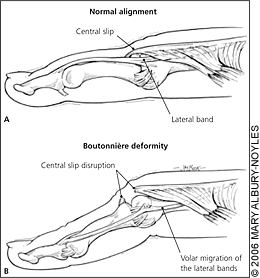 Normal alignment
Central slip
Lateral band
A
Boutonnière deformity
Central slip disruption
Volar migration of
the lateral bands
B
© 2006 MARY ALBURY-NOYLES